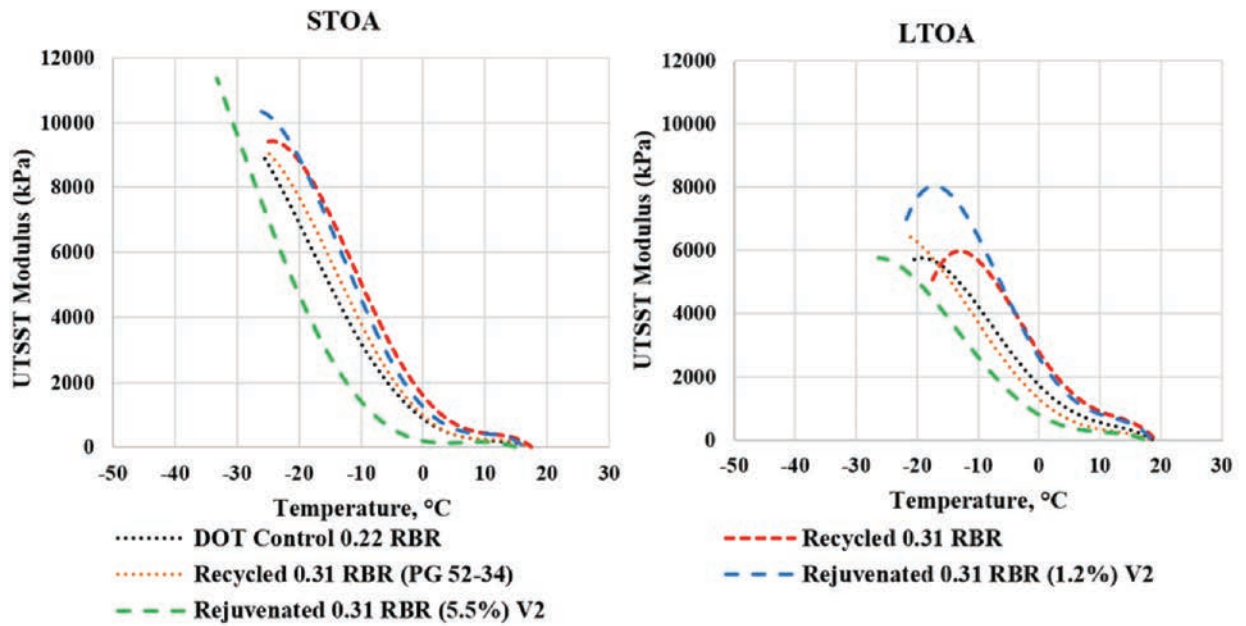 STOA
UTSST Modulus (kPa)
12000
10000
8000
6000
4000
2000
0
-50 -40 -30 -20 -10 0 10 20 30
Temperature, °C
LTOA
UTSST Modulus (kPa)
12000
10000
8000
6000
4000
2000
0
-50 -40 -30 -20 -10 0 10 20 30
Temperature, °C
DOT Control 0.22 RBR
Recycled 0.31 RBR (PG 52-34)
Rejuvenated 0.31 RBR (5.5%) V2
Recycled 0.31 RBR
Rejuvenated 0.31 RBR (1.2%) V2